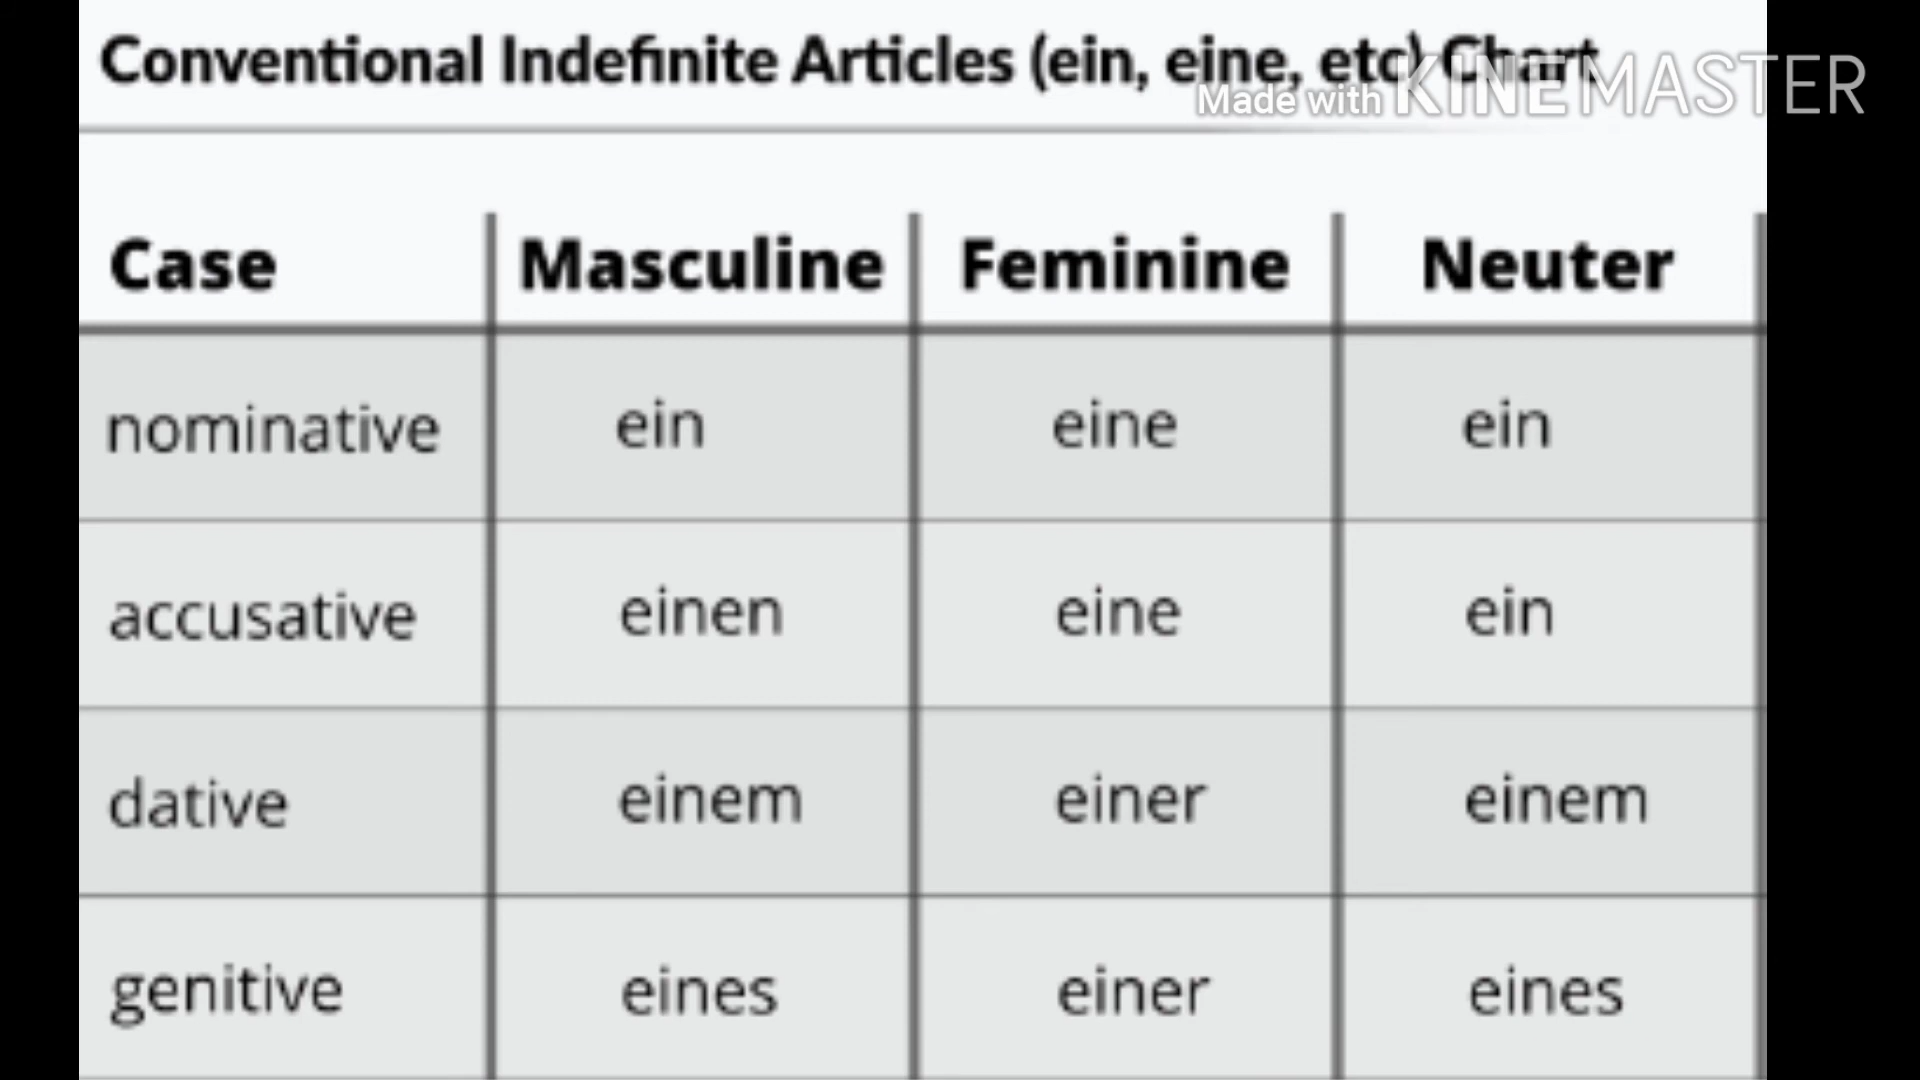 Conventional Indefinite Articles (ein, eine, etc) Chart
Made with KINEMASTER
Case Masculine Feminine Neuter
nominative ein eine ein
accusative einen eine ein
dative einem einer einem
genitive eines einer eines